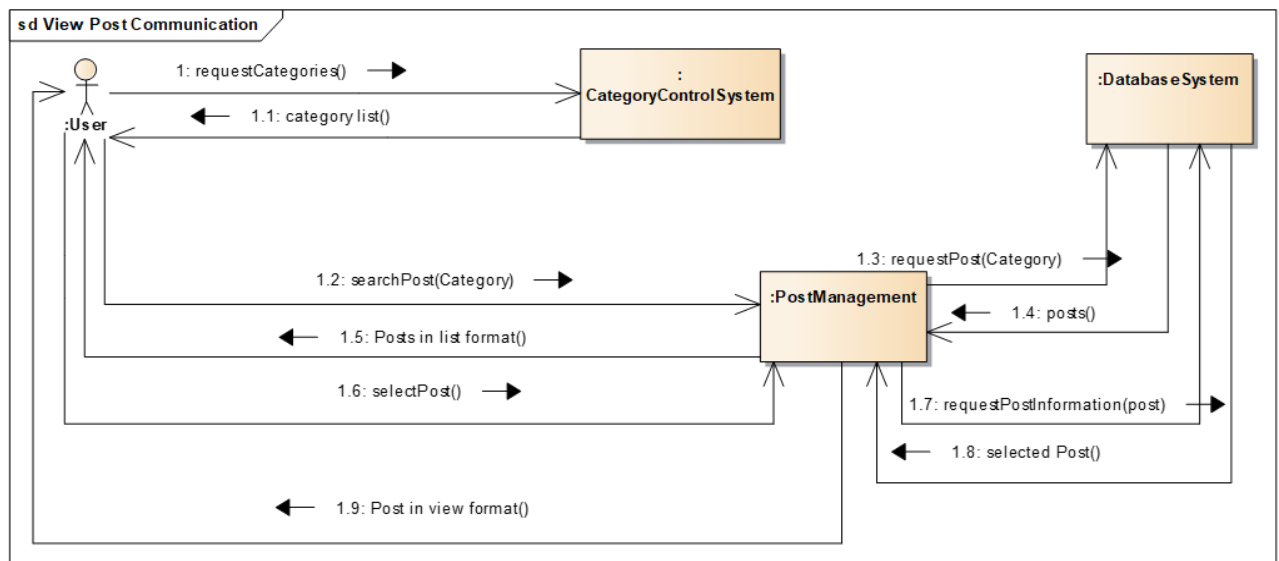 sd View Post Communication
1: requestCategories()
:
CategoryControlSystem
:DatabaseSystem
1.1: category list()
:User
1.2: searchPost(Category)
1.3: requestPost(Category)
:PostManagement
1.4: posts()
1.5: Posts in list format()
1.6: selectPost()
1.7: requestPostInformation(post)
1.8: selected Post()
1.9: Post in view format()